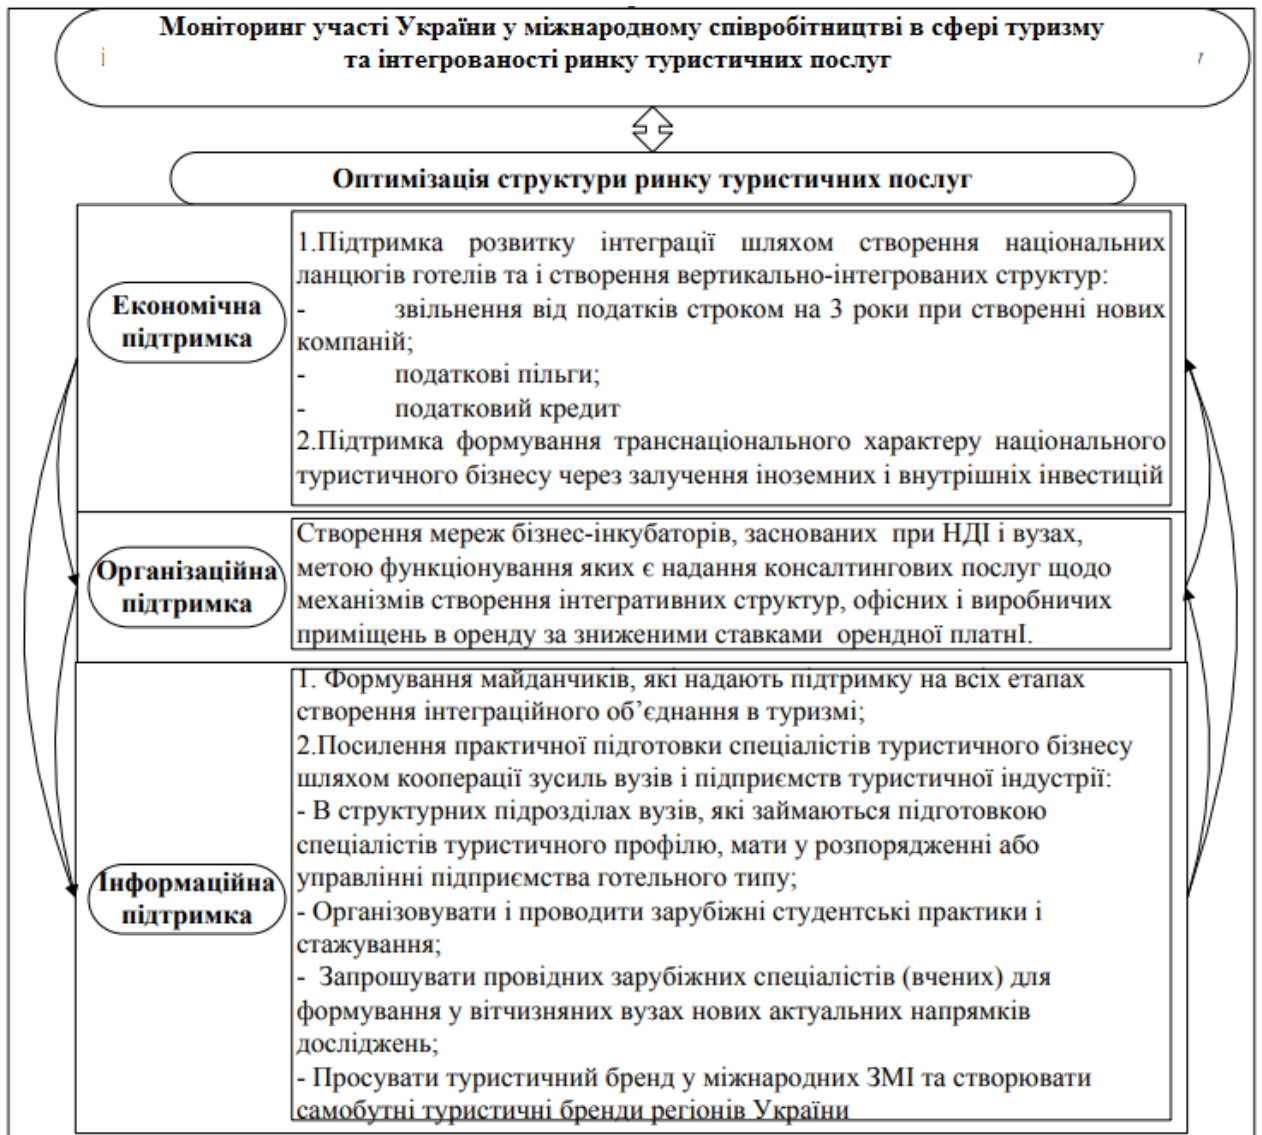 Моніторинг участі України у міжнародному співробітництві в сфері туризму
та інтегрованості ринку туристичних послуг
Оптимізація структури ринку туристичних послуг
Економічна
підтримка
1.Підтримка розвитку інтеграції шляхом створення національних
ланцюгів готелів та і створення вертикально-інтегрованих структур:
- звільнення від податків строком на 3 роки при створенні нових
компаній;
- податкові пільги;
- податковий кредит
2.Підтримка формування транснаціонального характеру національного
туристичного бізнесу через залучення іноземних і внутрішніх інвестицій
Організаційна
підтримка
Створення мереж бізнес-інкубаторів, заснованих при НДІ і вузах,
метою функціонування яких є надання консалтингових послуг щодо
механізмів створення інтегративних структур, офісних і виробничих
приміщень в оренду за зниженими ставками орендної платнІ.
Інформаційна
підтримка
1. Формування майданчиків, які надають підтримку на всіх етапах
створення інтеграційного об’єднання в туризмі;
2.Посилення практичної підготовки спеціалістів туристичного бізнесу
шляхом кооперації зусиль вузів і підприємств туристичної індустрії:
- В структурних підрозділах вузів, які займаються підготовкою
спеціалістів туристичного профілю, мати у розпорядженні або
управлінні підприємства готельного типу;
- Організовувати і проводити зарубіжні студентські практики і
стажування;
- Запрошувати провідних зарубіжних спеціалістів (вчених) для
формування у вітчизняних вузах нових актуальних напрямків
досліджень;
- Просувати туристичний бренд у міжнародних ЗМІ та створювати
самобутні туристичні бренди регіонів України